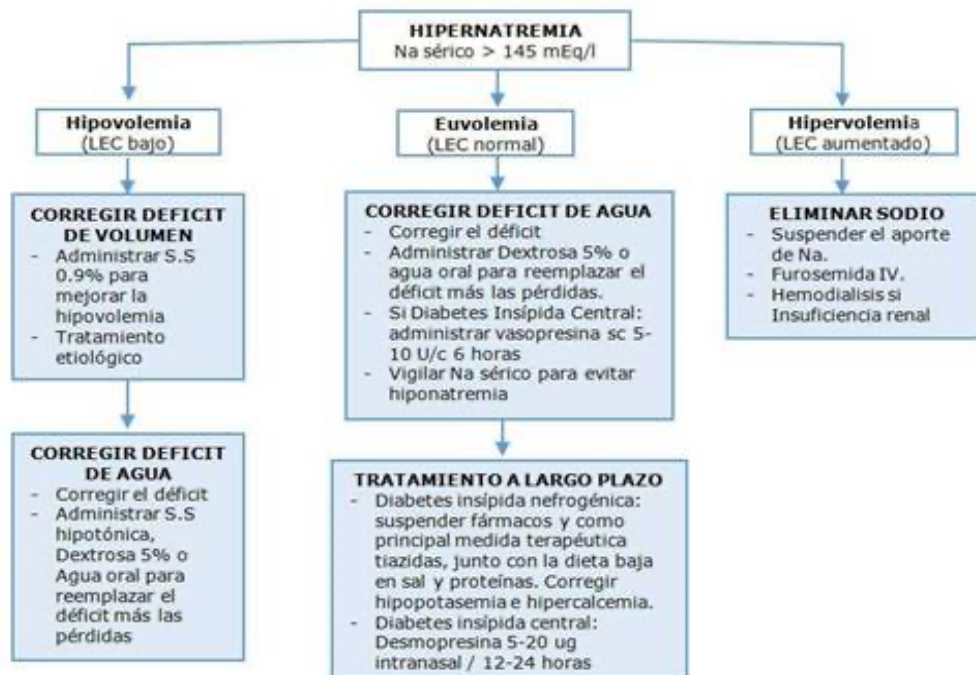 HIPERNATREMIA
Na sérico > 145 mEq/l
Hipovolemia
(LEC bajo)
Euvolemia
(LEC normal)
Hipervolemia
(LEC aumentado)
CORREGIR DEFICIT
DE VOLUMEN
- Administrar S.S
0.9% para
mejorar la
hipovolemia
- Tratamiento
etiológico
CORREGIR DEFICIT DE AGUA
- Corregir el déficit
- Administrar Dextrosa 5% o
agua oral para reemplazar el
déficit más las pérdidas.
- Si Diabetes Insípida Central:
administrar vasopresina sc 5-
10 U/c 6 horas
- Vigilar Na sérico para evitar
hiponatremia
ELIMINAR SODIO
- Suspender el aporte
de Na.
- Furosemida IV.
- Hemodialisis si
Insuficiencia renal
CORREGIR DEFICIT
DE AGUA
- Corregir el déficit
- Administrar S.S
hipotónica,
Dextrosa 5% o
Agua oral para
reemplazar el
déficit más las
pérdidas
TRATAMIENTO A LARGO PLAZO
- Diabetes insípida nefrogénica:
suspender fármacos y como
principal medida terapéutica
tiazidas, junto con la dieta baja
en sal y proteínas. Corregir
hipopotasemia e hipercalcemia.
- Diabetes insípida central:
Desmopresina 5-20 ug
intranasal / 12-24 horas